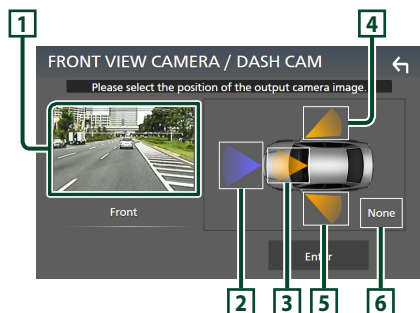 1
4
FRONT VIEW CAMERA / DASH CAM
Please select the position of the output camera image.
Front
None
Enter
2
3
5
6